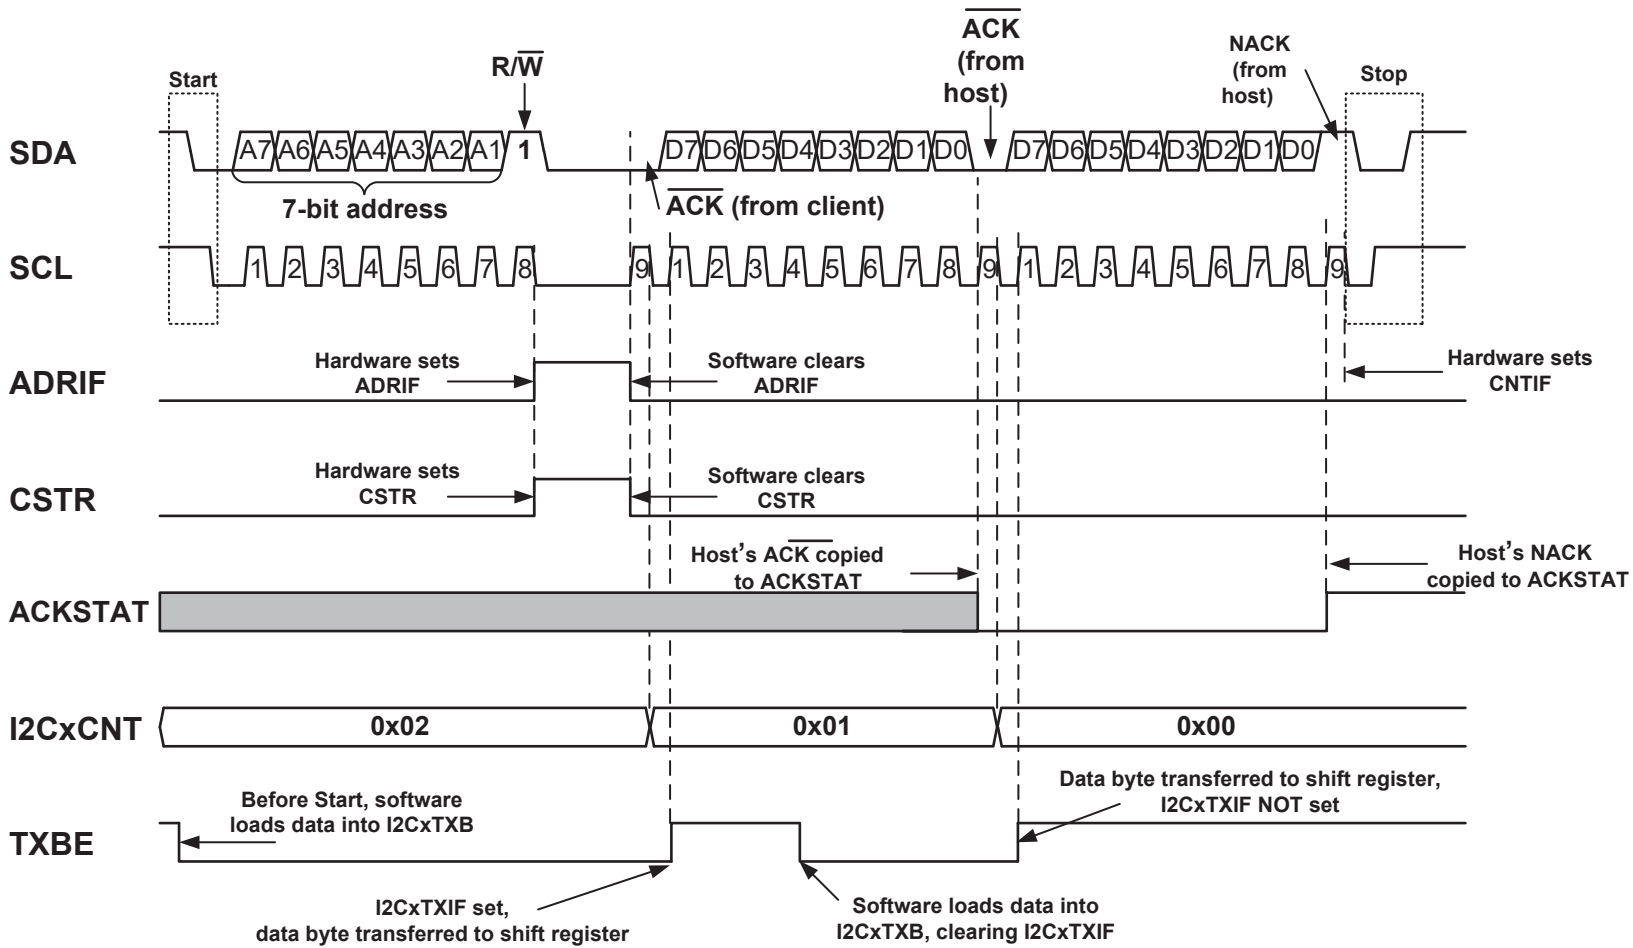 ACK
(from
host)
NACK
(from
host)
R/W
Start
Stop
SDA
A7 A6 A5 A4 A3 A2 A1 1 D7 D6 D5 D4 D3 D2 D1 D0 D7 D6 D5 D4 D3 D2 D1 D0
7-bit address
ACK (from client)
SCL
1 2 3 4 5 6 7 8 9 1 2 3 4 5 6 7 8 9 1 2 3 4 5 6 7 8 9
ADRIF
Hardware sets
ADRIF
Software clears
ADRIF
Hardware sets
CNTIF
CSTR
Hardware sets
CSTR
Software clears
CSTR
Host's ACK copied
to ACKSTAT
Host's NACK
copied to ACKSTAT
ACKSTAT
I2CxCNT
0x02 0x01 0x00
TXBE
Before Start, software
loads data into I2CxTXB
Data byte transferred to shift register,
I2CxTXIF NOT set
I2CxTXIF set,
data byte transferred to shift register
Software loads data into
I2CxTXB, clearing I2CxTXIF